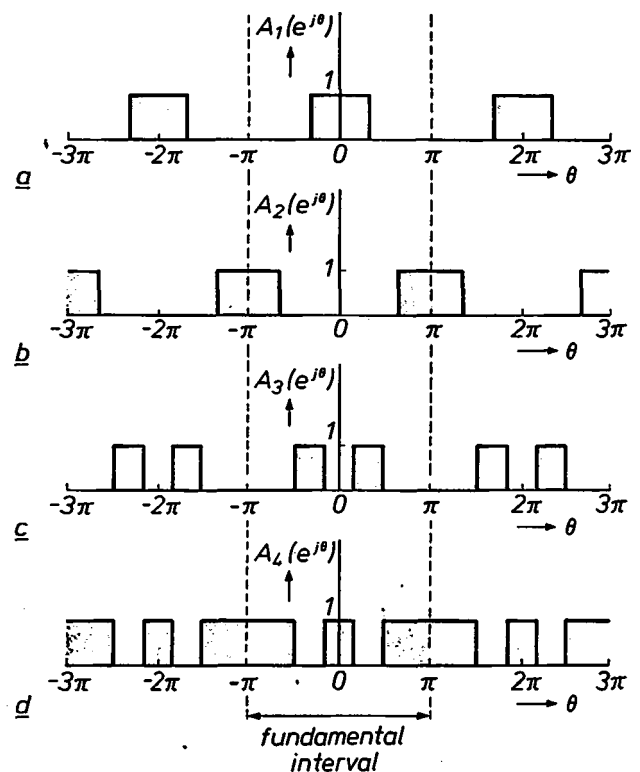 A₁(e^{jθ})
1
-3π -2π -π 0 π 2π 3π
a → θ
A₂(e^{jθ})
1
-3π -2π -π 0 π 2π 3π
b → θ
A₃(e^{jθ})
1
-3π -2π -π 0 π 2π 3π
c → θ
A₄(e^{jθ})
1
-3π -2π -π 0 π 2π 3π
d → θ
fundamental
interval